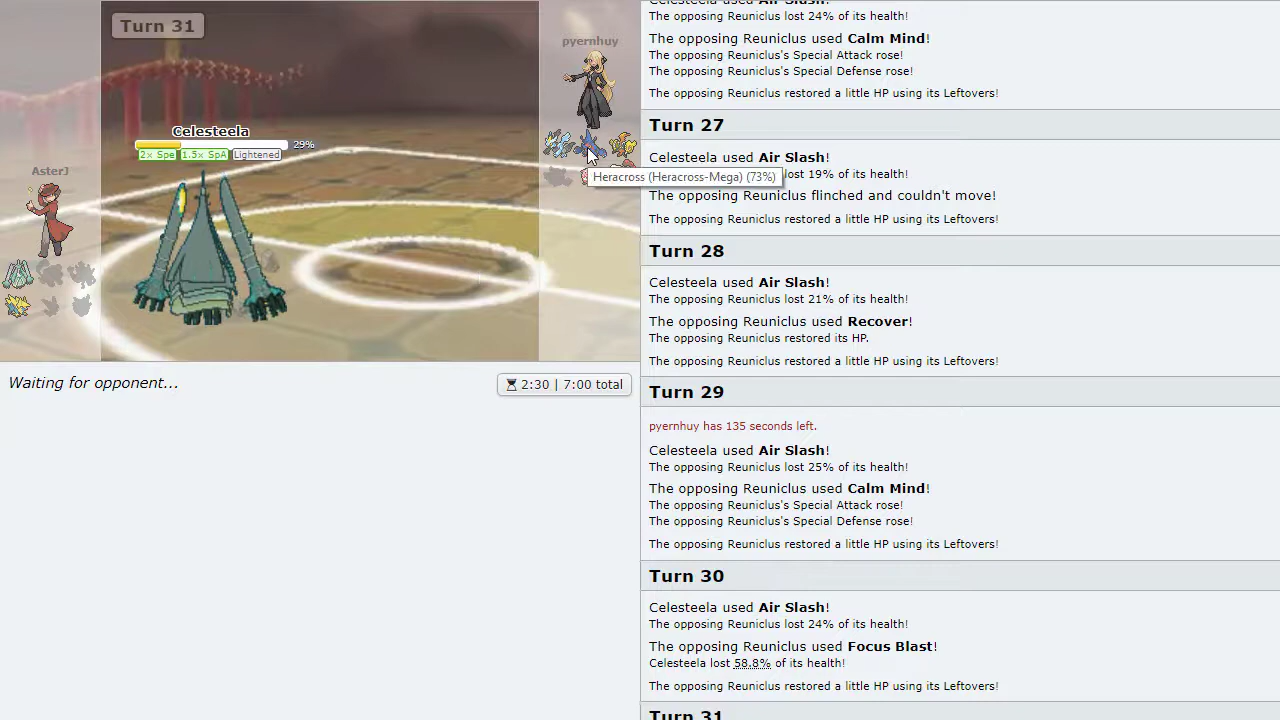 Turn 31
pyernhuy
AsterJ
Celesteela
29%
2x Spe 1.5x SpA Lightened
Heracross (Heracross-Mega) (73%)
Waiting for opponent...
2:30 | 7:00 total
The opposing Reuniclus lost 24% of its health!
The opposing Reuniclus used Calm Mind!
The opposing Reuniclus's Special Attack rose!
The opposing Reuniclus's Special Defense rose!
The opposing Reuniclus restored a little HP using its Leftovers!
Turn 27
Celesteela used Air Slash!
lost 19% of its health!
The opposing Reuniclus flinched and couldn't move!
The opposing Reuniclus restored a little HP using its Leftovers!
Turn 28
Celesteela used Air Slash!
The opposing Reuniclus lost 21% of its health!
The opposing Reuniclus used Recover!
The opposing Reuniclus restored its HP.
The opposing Reuniclus restored a little HP using its Leftovers!
Turn 29
pyernhuy has 135 seconds left.
Celesteela used Air Slash!
The opposing Reuniclus lost 25% of its health!
The opposing Reuniclus used Calm Mind!
The opposing Reuniclus's Special Attack rose!
The opposing Reuniclus's Special Defense rose!
The opposing Reuniclus restored a little HP using its Leftovers!
Turn 30
Celesteela used Air Slash!
The opposing Reuniclus lost 24% of its health!
The opposing Reuniclus used Focus Blast!
Celesteela lost 58.8% of its health!
The opposing Reuniclus restored a little HP using its Leftovers!
Turn 31